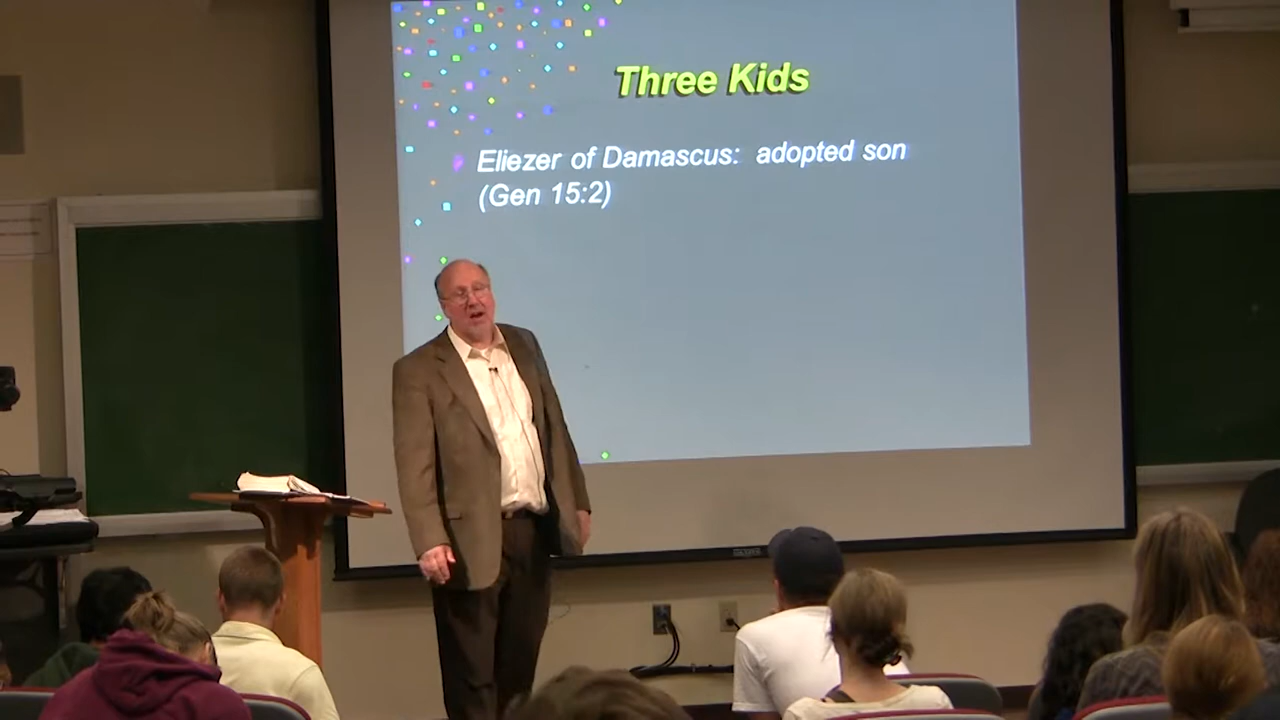 Three Kids
Eliezer of Damascus: adopted son
(Gen 15:2)